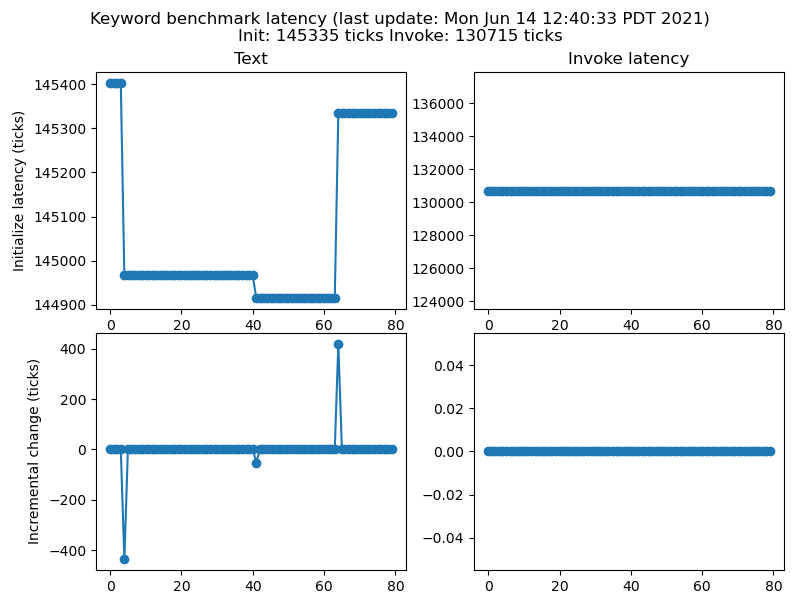 Keyword benchmark latency (last update: Mon Jun 14 12:40:33 PDT 2021)
Init: 145335 ticks Invoke: 130715 ticks
Text
Invoke latency
Initialize latency (ticks)
145400
145300
145200
145100
145000
144900
0 20 40 60 80
136000
134000
132000
130000
128000
126000
124000
0 20 40 60 80
Incremental change (ticks)
400
200
0
−200
−400
0 20 40 60 80
0.04
0.02
0.00
−0.02
−0.04
0 20 40 60 80